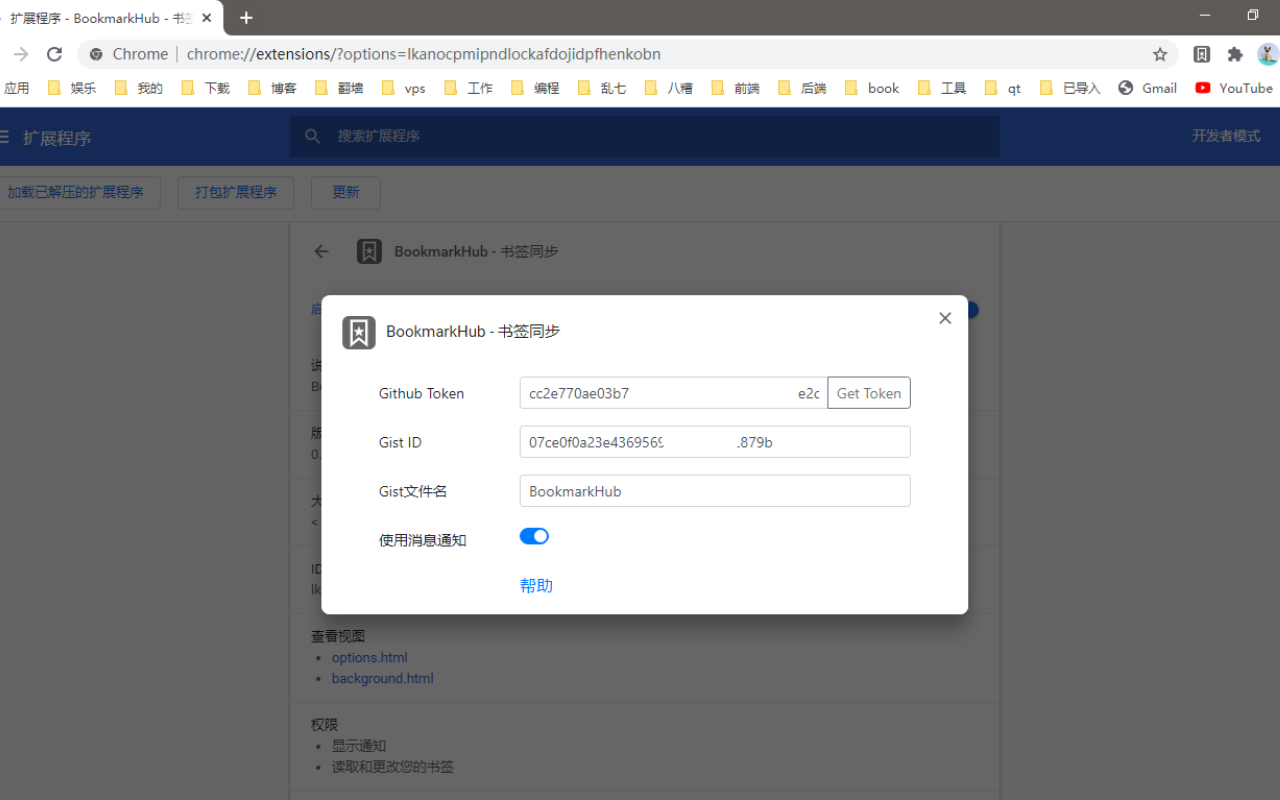 扩展程序 - BookmarkHub - 书签
Chrome | chrome://extensions/?options=lkanocpmipndlockafdojidpfhenkobn
应用 娱乐 我的 下载 博客 翻墙 vps 工作 编程 乱七 八糟 前端 后端 book 工具 qt 已导入 Gmail YouTube
扩展程序 搜索扩展程序 开发者模式
加载已解压的扩展程序 打包扩展程序 更新
BookmarkHub - 书签同步
BookmarkHub - 书签同步
Github Token cc2e770ae03b7 e2c Get Token
Gist ID 07ce0f0a23e4369569 .879b
Gist文件名 BookmarkHub
使用消息通知
帮助
版
0.
大
<
ID
lk
查看视图
options.html
background.html
权限
显示通知
读取和更改您的书签